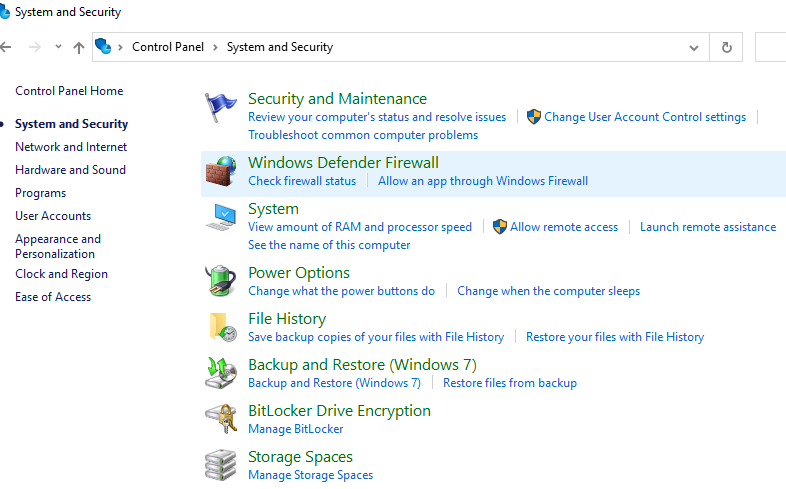 System and Security
Control Panel > System and Security
Control Panel Home
System and Security
Network and Internet
Hardware and Sound
Programs
User Accounts
Appearance and
Personalization
Clock and Region
Ease of Access
Security and Maintenance
Review your computer's status and resolve issues | Change User Account Control settings |
Troubleshoot common computer problems
Windows Defender Firewall
Check firewall status | Allow an app through Windows Firewall
System
View amount of RAM and processor speed | Allow remote access | Launch remote assistance
See the name of this computer
Power Options
Change what the power buttons do | Change when the computer sleeps
File History
Save backup copies of your files with File History | Restore your files with File History
Backup and Restore (Windows 7)
Backup and Restore (Windows 7) | Restore files from backup
BitLocker Drive Encryption
Manage BitLocker
Storage Spaces
Manage Storage Spaces